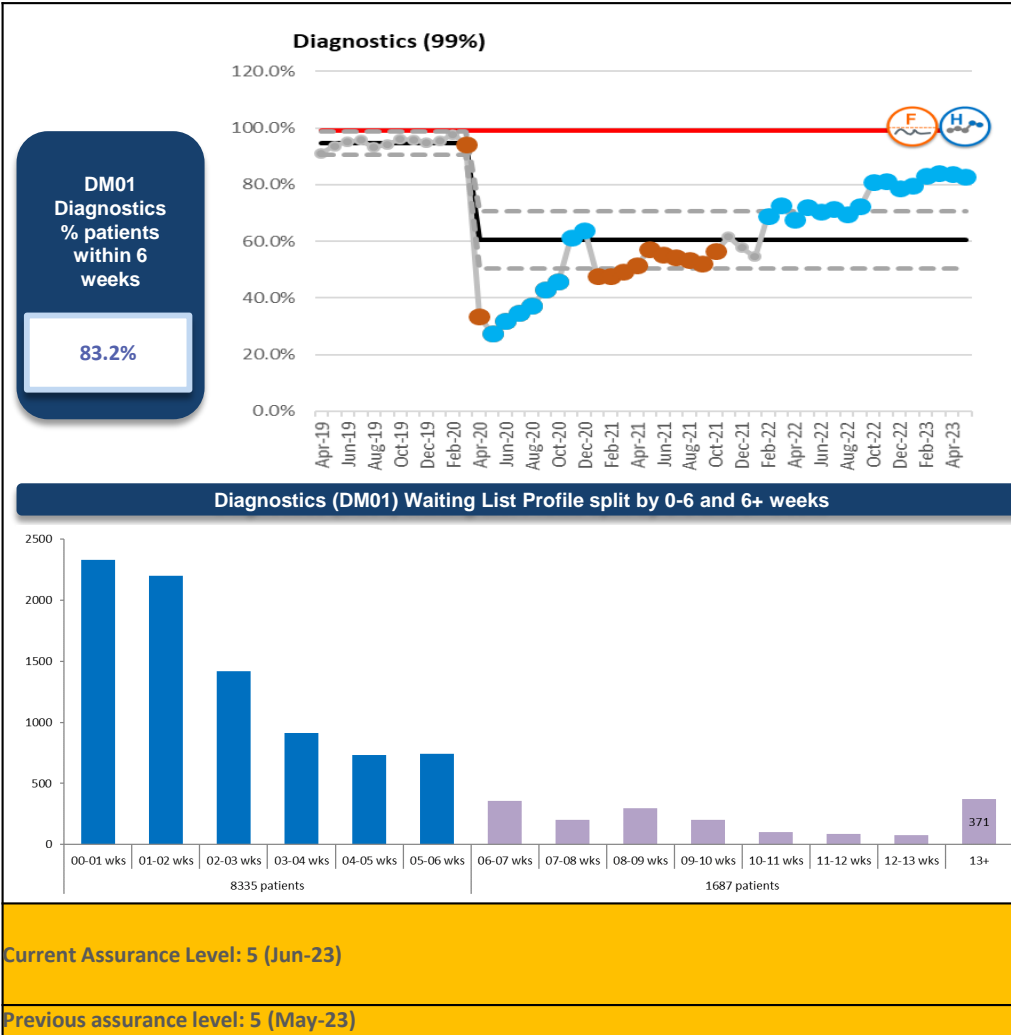 Diagnostics (99%)
120.0%
100.0%
80.0%
60.0%
40.0%
20.0%
0.0%
F
H
Apr-19
Jun-19
Aug-19
Oct-19
Dec-19
Feb-20
Apr-20
Jun-20
Aug-20
Oct-20
Dec-20
Feb-21
Apr-21
Jun-21
Aug-21
Oct-21
Dec-21
Feb-22
Apr-22
Jun-22
Aug-22
Oct-22
Dec-22
Feb-23
Apr-23
DM01
Diagnostics
% patients
within 6
weeks
83.2%
Diagnostics (DM01) Waiting List Profile split by 0-6 and 6+ weeks
2500
2000
1500
1000
500
0
371
00-01 wks 01-02 wks 02-03 wks 03-04 wks 04-05 wks 05-06 wks 06-07 wks 07-08 wks 08-09 wks 09-10 wks 10-11 wks 11-12 wks 12-13 wks 13+
8335 patients 1687 patients
Current Assurance Level: 5 (Jun-23)
Previous assurance level: 5 (May-23)